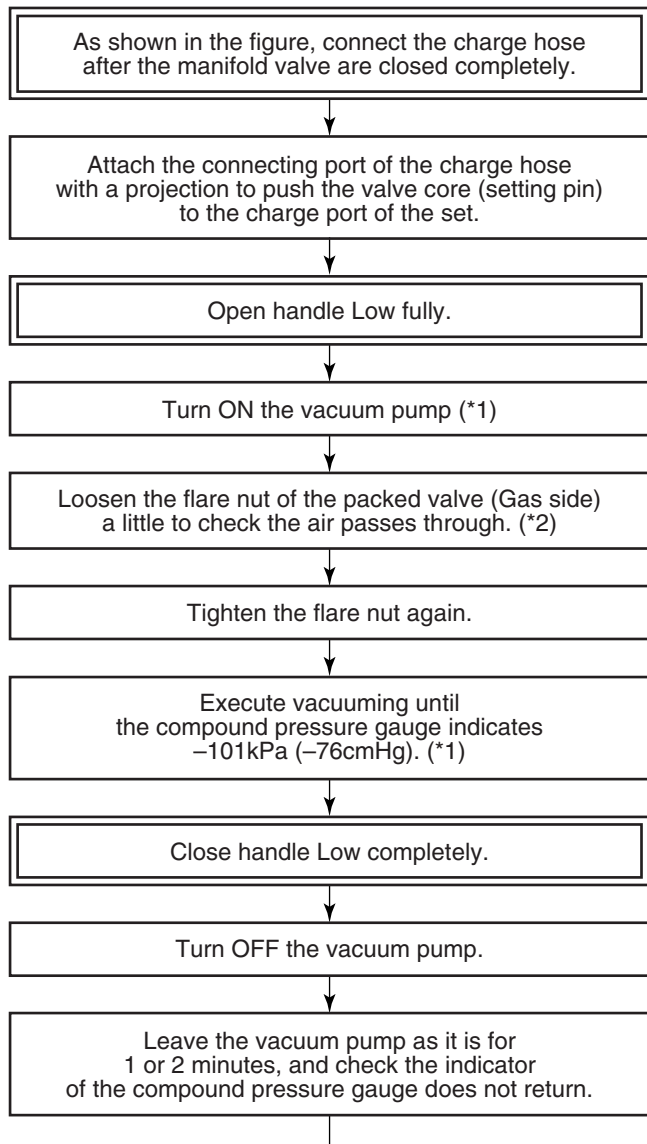 As shown in the figure, connect the charge hose
after the manifold valve are closed completely.
Attach the connecting port of the charge hose
with a projection to push the valve core (setting pin)
to the charge port of the set.
Open handle Low fully.
Turn ON the vacuum pump (*1)
Loosen the flare nut of the packed valve (Gas side)
a little to check the air passes through. (*2)
Tighten the flare nut again.
Execute vacuuming until
the compound pressure gauge indicates
–101kPa (–76cmHg). (*1)
Close handle Low completely.
Turn OFF the vacuum pump.
Leave the vacuum pump as it is for
1 or 2 minutes, and check the indicator
of the compound pressure gauge does not return.